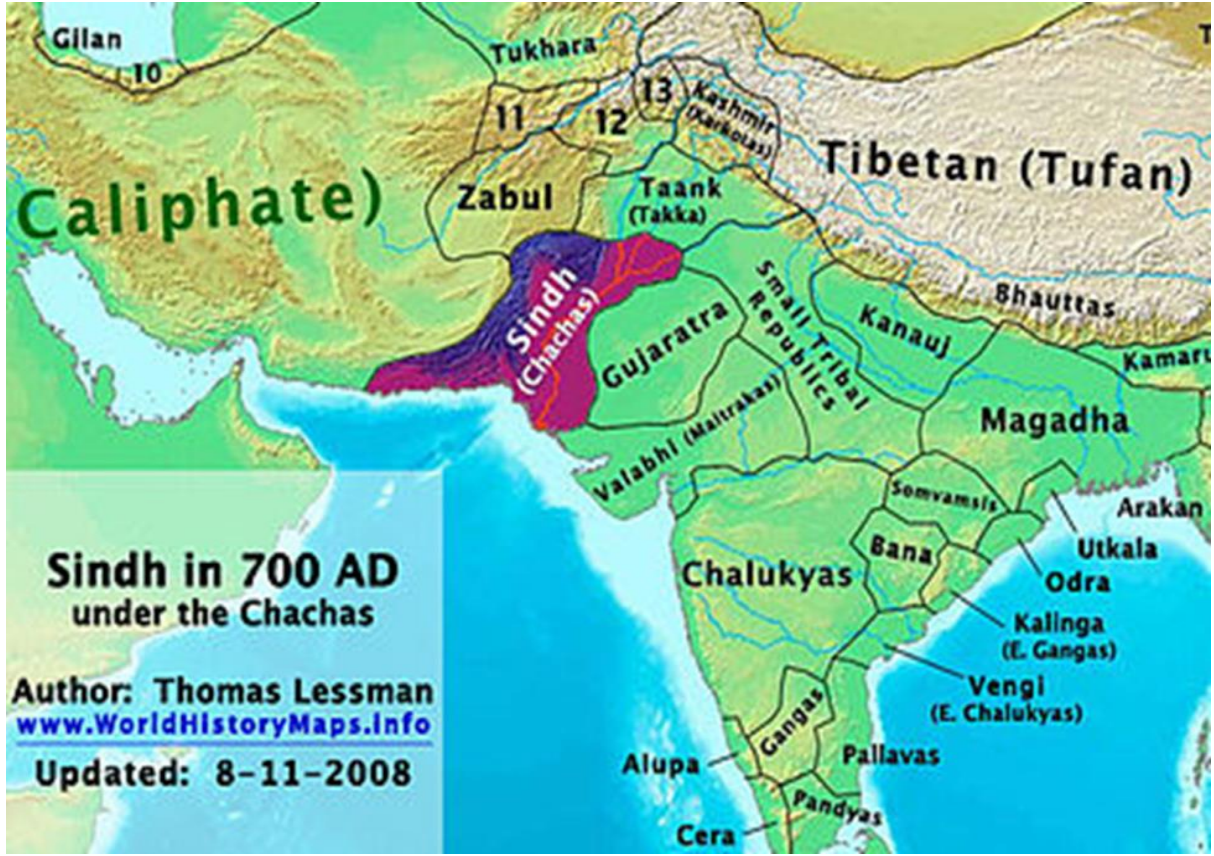 Gilan
10
Tukhara
11
12
13
Kashmir
(Karkotas)
Caliphate)
Zabul
Taank
(Takka)
Tibetan (Tufan)
Sindh
(Chachas)
Gujaratra
Small Tribal
Republics
Kanauj
Bhauttas
Kamaru
Valabhi (Maitrakas)
Magadha
Somvamsis
Arakan
Bana
Utkala
Chalukyas
Odra
Kalinga
(E. Gangas)
Vengi
(E. Chalukyas)
Gangas
Alupa
Pallavas
Pandyas
Cera
Sindh in 700 AD
under the Chachas
Author: Thomas Lessman
www.WorldHistoryMaps.Info
Updated: 8-11-2008